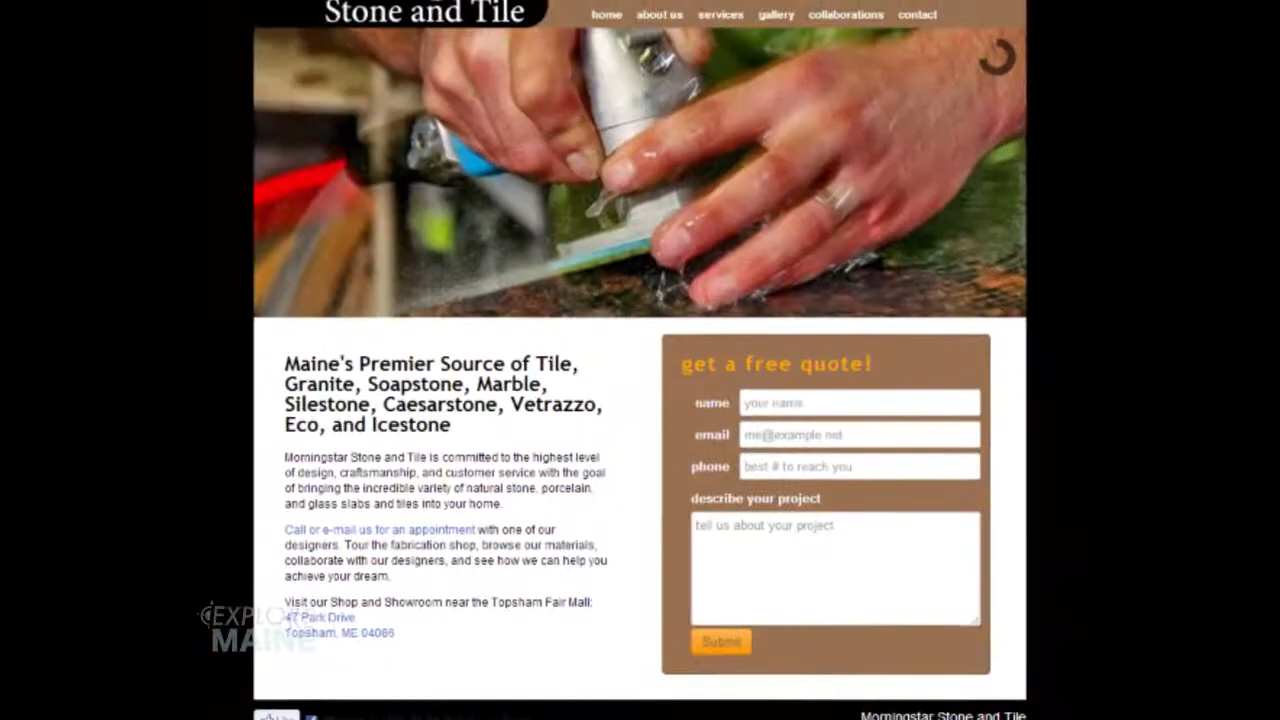 Stone and Tile
home about us services gallery collaborations contact
Maine's Premier Source of Tile,
Granite, Soapstone, Marble,
Silestone, Caesarstone, Vetrazzo,
Eco, and Icestone
Morningstar Stone and Tile is committed to the highest level
of design, craftsmanship, and customer service with the goal
of bringing the incredible variety of natural stone, porcelain,
and glass slabs and tiles into your home.
Call or e-mail us for an appointment with one of our
designers. Tour the fabrication shop, browse our materials,
collaborate with our designers, and see how we can help you
achieve your dream.
Visit our Shop and Showroom near the Topsham Fair Mall:
47 Park Drive
Topsham, ME 04086
EXPLORE
MAINE
get a free quote!
name your name
email me@example.net
phone best # to reach you
describe your project
tell us about your project
Submit
Morningstar Stone and Tile